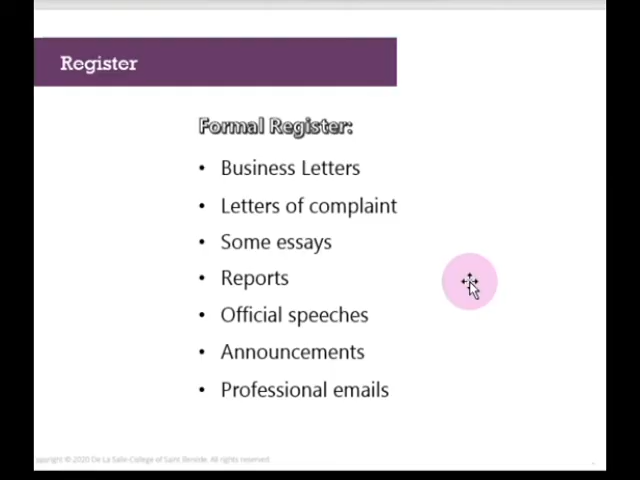 Register
Formal Register:
• Business Letters
• Letters of complaint
• Some essays
• Reports
• Official speeches
• Announcements
• Professional emails
opyright © 2020 De La Salle-College of Saint Benilde. All rights reserved